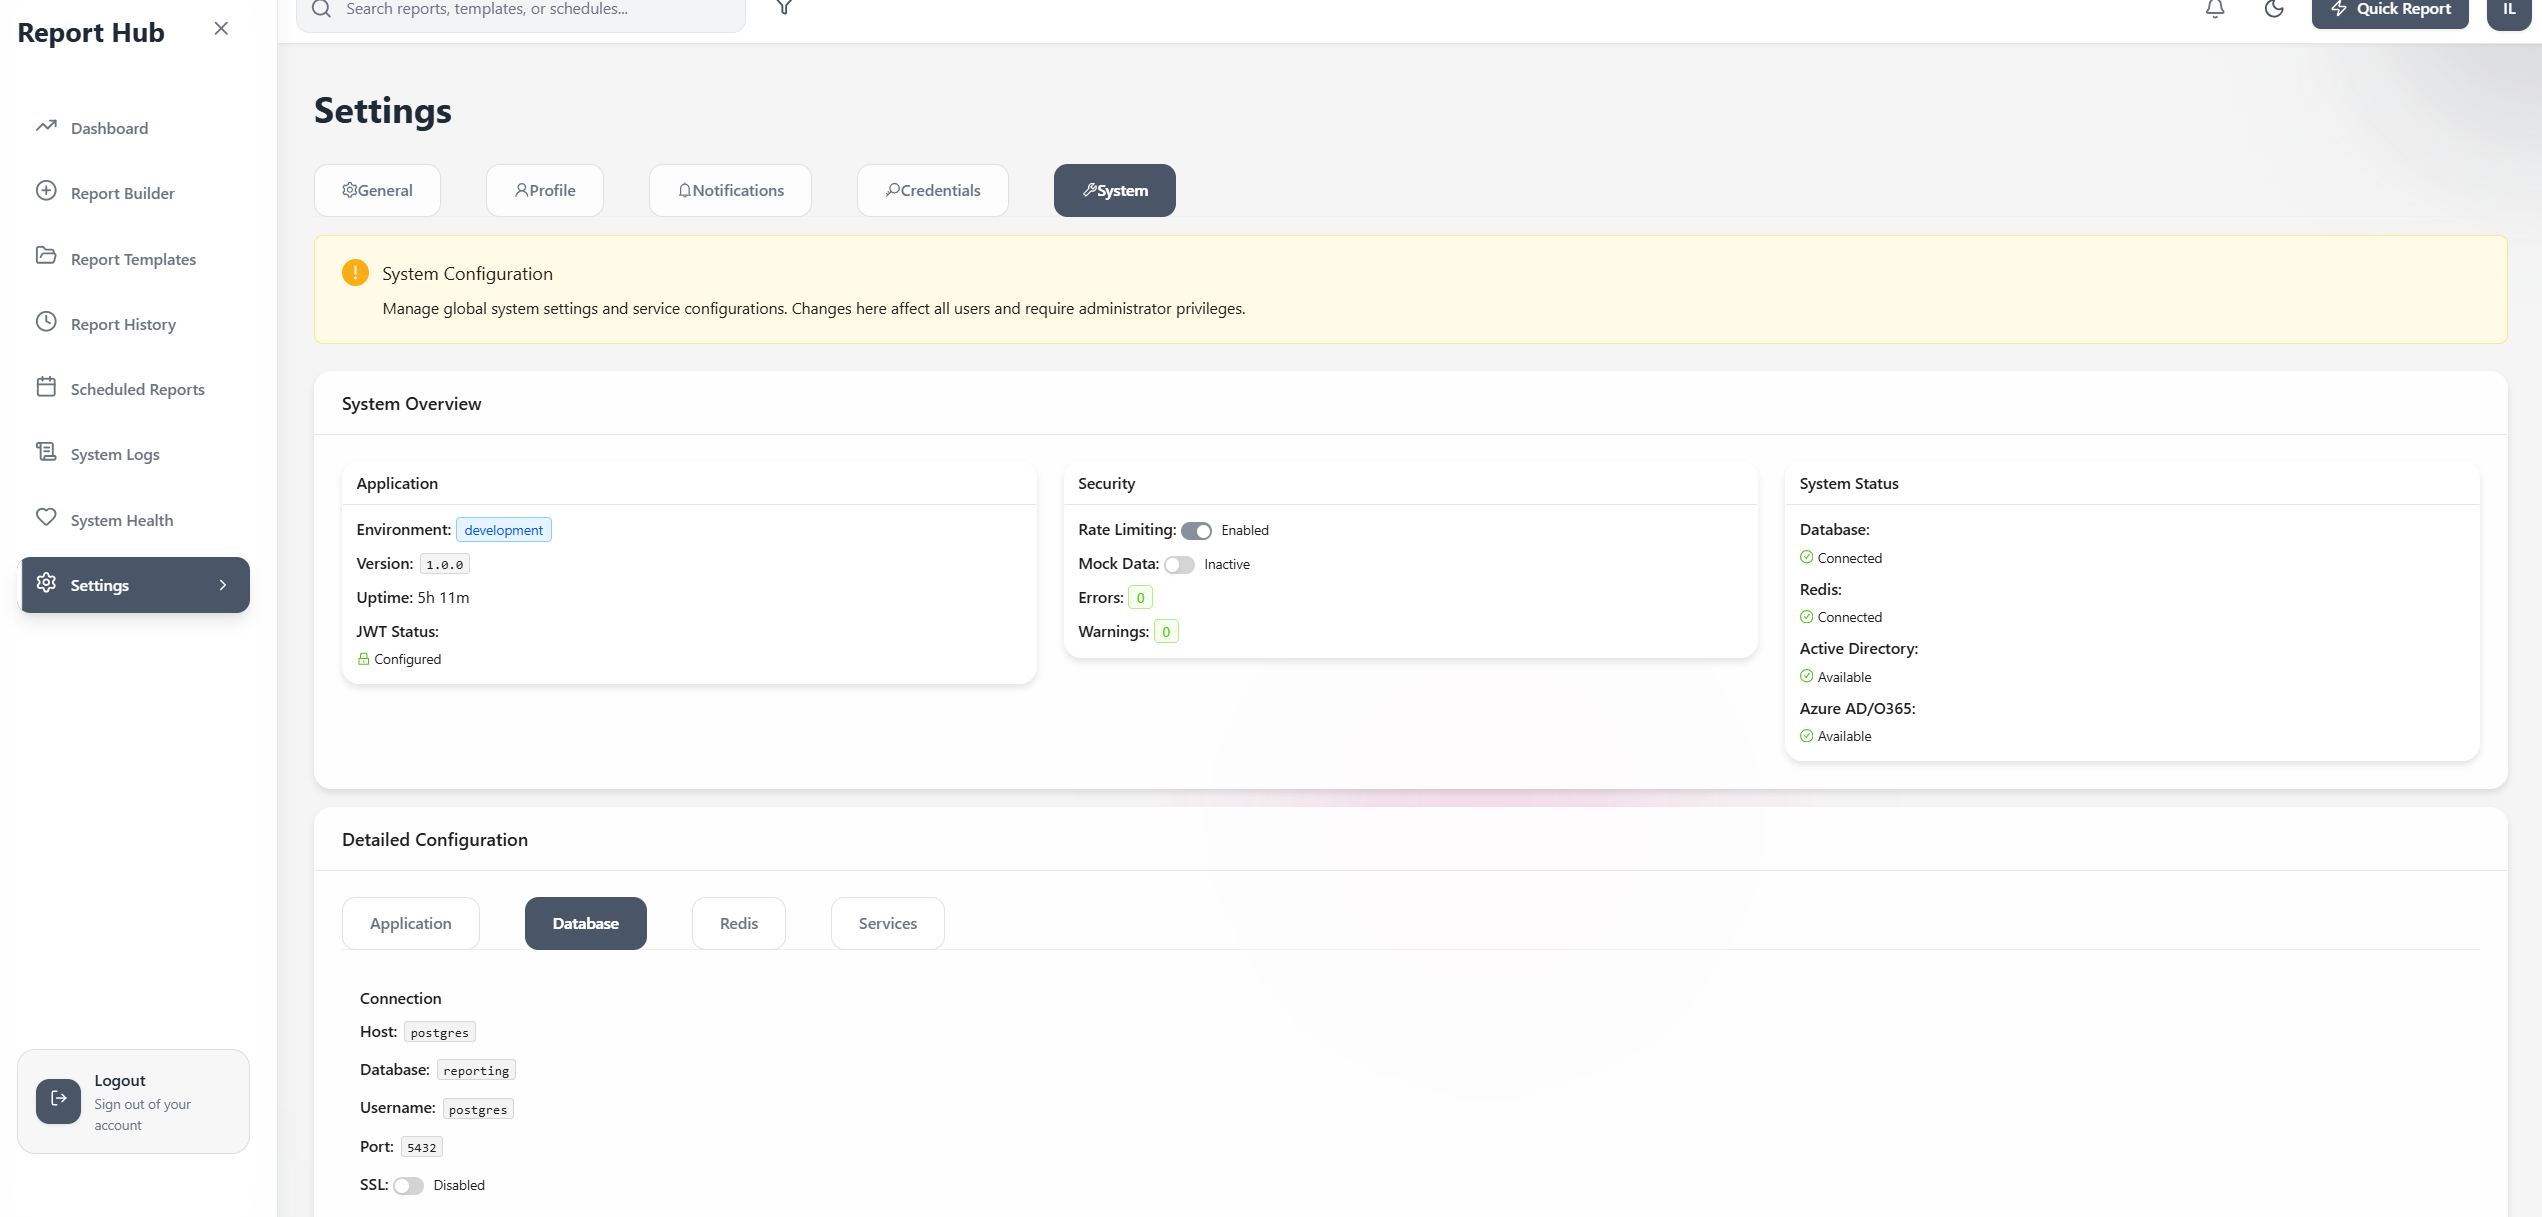 Report Hub
Search reports, templates, or schedules...
Quick Report
IL
Dashboard
Report Builder
Report Templates
Report History
Scheduled Reports
System Logs
System Health
Settings
Logout
Sign out of your
account
Settings
General
Profile
Notifications
Credentials
System
System Configuration
Manage global system settings and service configurations. Changes here affect all users and require administrator privileges.
System Overview
Application
Environment: development
Version: 1.0.0
Uptime: 5h 11m
JWT Status:
Configured
Security
Rate Limiting: Enabled
Mock Data: Inactive
Errors: 0
Warnings: 0
System Status
Database:
Connected
Redis:
Connected
Active Directory:
Available
Azure AD/O365:
Available
Detailed Configuration
Application
Database
Redis
Services
Connection
Host: postgres
Database: reporting
Username: postgres
Port: 5432
SSL: Disabled